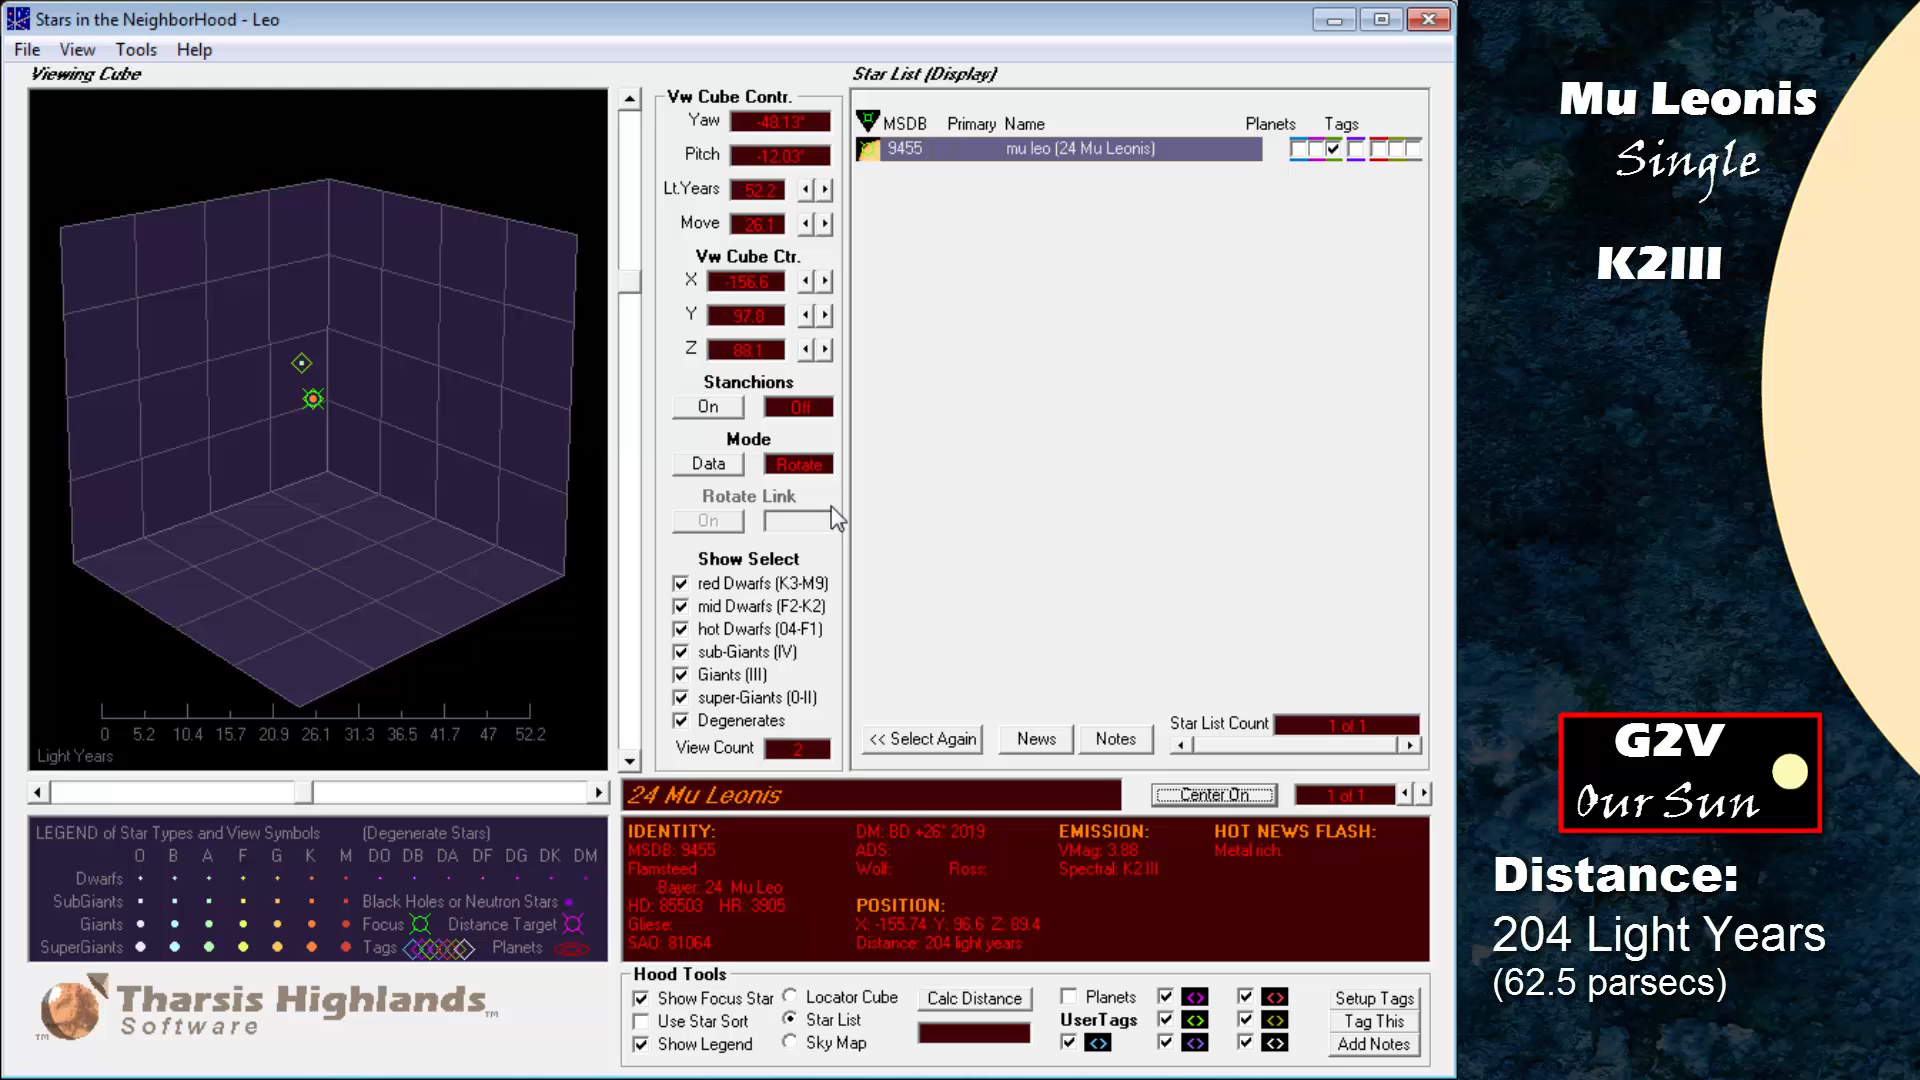 Stars in the NeighborHood - Leo
File View Tools Help
Viewing Cube
Light Years
0 5.2 10.4 15.7 20.9 26.1 31.3 36.5 41.7 47 52.2
Vw Cube Contr.
Yaw -48.13°
Pitch -12.03°
Lt.Years 52.2
Move 26.1
Vw Cube Ctr.
X -156.6
Y 97.8
Z 88.1
Stanchions
On Off
Mode
Data Rotate
Rotate Link
On
Show Select
red Dwarfs (K3-M9)
mid Dwarfs (F2-K2)
hot Dwarfs (O4-F1)
sub-Giants (IV)
Giants (III)
super-Giants (0-II)
Degenerates
View Count 2
Star List (Display)
MSDB Primary Name Planets Tags
9455 mu leo (24 Mu Leonis)
<< Select Again News Notes
Star List Count 1 of 1
24 Mu Leonis
Center On 1 of 1
LEGEND of Star Types and View Symbols (Degenerate Stars)
O B A F G K M DO DB DA DF DG DK DM
Dwarfs
SubGiants Black Holes or Neutron Stars
Giants Focus Distance Target
SuperGiants Tags Planets
IDENTITY:
MSDB: 9455
Flamsteed
-Bayer: 24 Mu Leo
HD: 85503 HR: 3905
Gliese:
SAO: 81064
DM: BD +26° 2019
ADS:
Wolf: Ross:
POSITION:
X: -155.74 Y: 96.6 Z: 89.4
Distance: 204 light years
EMISSION:
VMag: 3.88
Spectral: K2 III
HOT NEWS FLASH:
Metal rich.
Tharsis Highlands™
Software
TM
Hood Tools
Show Focus Star
Use Star Sort
Show Legend
Locator Cube
Star List
Sky Map
Calc Distance
Planets
UserTags
Setup Tags
Tag This
Add Notes
Mu Leonis
Single
K2III
G2V
Our Sun
Distance:
204 Light Years
(62.5 parsecs)